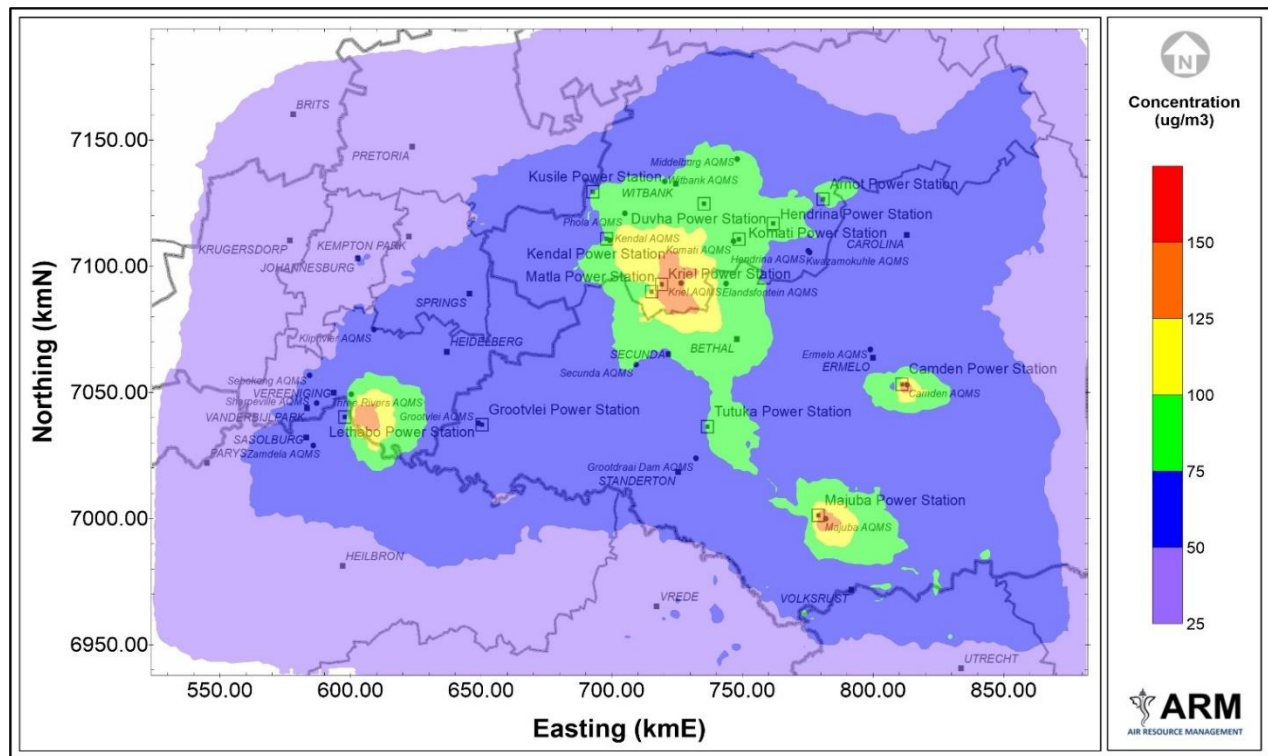 BRITS
7150.00
PRETORIA
Middelburg AQMS
Kusile Power Station
Witbank AQMS
WITBANK
Arnot Power Station
Phola AQMS
Duvha Power Station
Hendrina Power Station
KRUGERSDORP
KEMPTON PARK
Kendal AQMS
Komati Power Station
CAROLINA
Kendal Power Station
Komati AQMS
Hendrina AQMS
Kwazamokuhle AQMS
JOHANNESBURG
7100.00
Matla Power Station
Kriel Power Station
Kriel AQMS
Elandsfontein AQMS
SPRINGS
Kliprivier AQMS
HEIDELBERG
SECUNDA
BETHAL
Secunda AQMS
Ermelo AQMS
ERMELO
Sebokeng AQMS
7050.00
VEREENIGING
Camden Power Station
Camden AQMS
Sharpeville AQMS
Three Rivers AQMS
VANDERBIJLPARK
Grootvlei AQMS
Grootvlei Power Station
Tutuka Power Station
Lethabo Power Station
SASOLBURG
PARYS
Zamdela AQMS
Grootdraai Dam AQMS
STANDERTON
7000.00
Majuba Power Station
Majuba AQMS
HEILBRON
VOLKSRUST
VREDE
6950.00
UTRECHT
550.00 600.00 650.00 700.00 750.00 800.00 850.00
Northing (kmN)
Easting (kmE)
N
Concentration
(ug/m3)
150
125
100
75
50
25
ARM
AIR RESOURCE MANAGEMENT